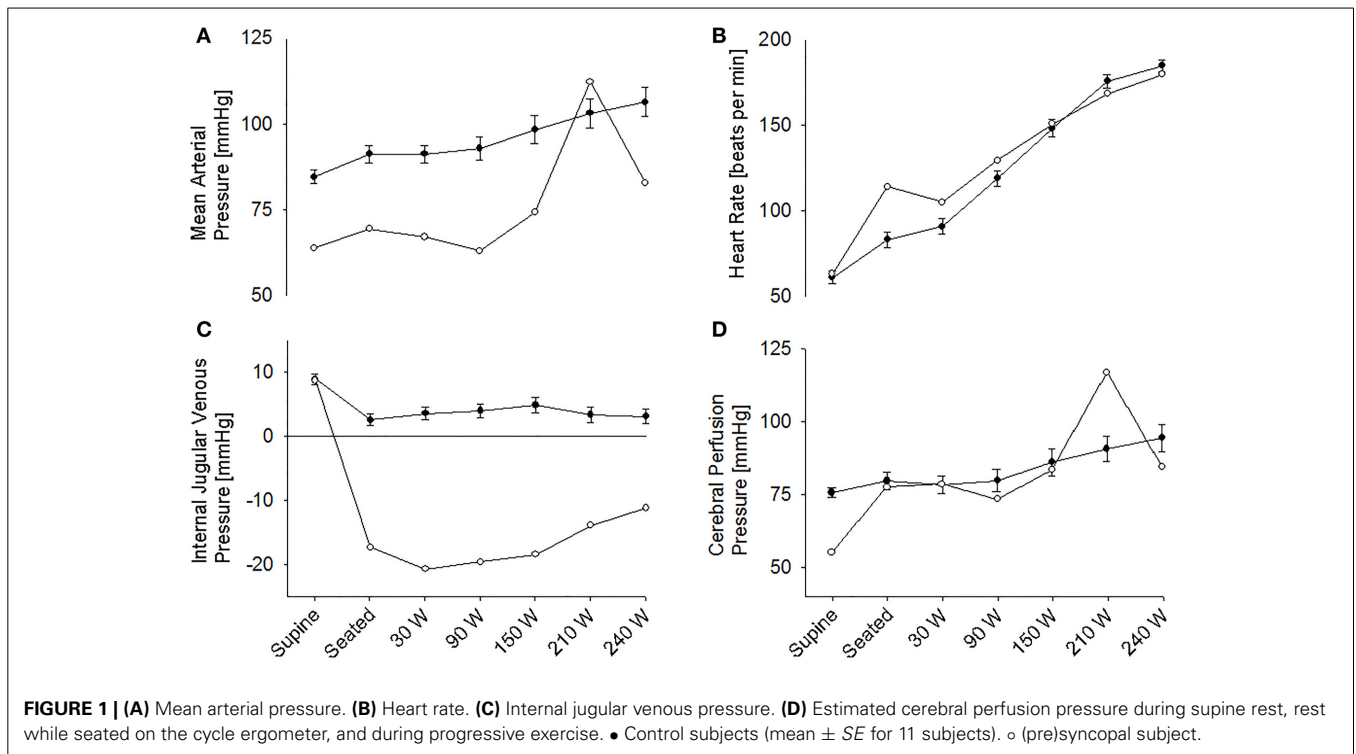 A
Mean Arterial
Pressure [mmHg]
125
100
75
50
B
Heart Rate [beats per min]
200
150
100
50
C
Internal Jugular Venous
Pressure [mmHg]
10
0
-10
-20
Supine
Seated
30 W
90 W
150 W
210 W
240 W
D
Cerebral Perfusion
Pressure [mmHg]
125
100
75
50
Supine
Seated
30 W
90 W
150 W
210 W
240 W
FIGURE 1 | (A) Mean arterial pressure. (B) Heart rate. (C) Internal jugular venous pressure. (D) Estimated cerebral perfusion pressure during supine rest, rest
while seated on the cycle ergometer, and during progressive exercise. • Control subjects (mean ± SE for 11 subjects). ○ (pre)syncopal subject.